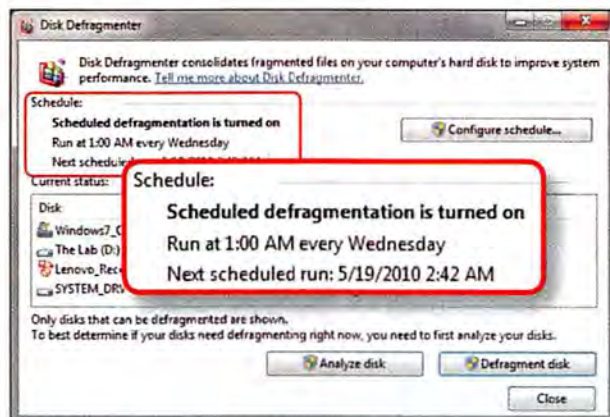 Disk Defragmenter
Disk Defragmenter consolidates fragmented files on your computer's hard disk to improve system
performance. Tell me more about Disk Defragmenter.
Schedule:
Scheduled defragmentation is turned on
Run at 1:00 AM every Wednesday
Next scheduled
Configure schedule...
Schedule:
Scheduled defragmentation is turned on
Run at 1:00 AM every Wednesday
Next scheduled run: 5/19/2010 2:42 AM
Current status:
Disk
Windows7_
The Lab (D:)
Lenovo_Rec
SYSTEM_DR
Only disks that can be defragmented are shown.
To best determine if your disks need defragmenting right now, you need to first analyze your disks.
Analyze disk
Defragment disk
Close